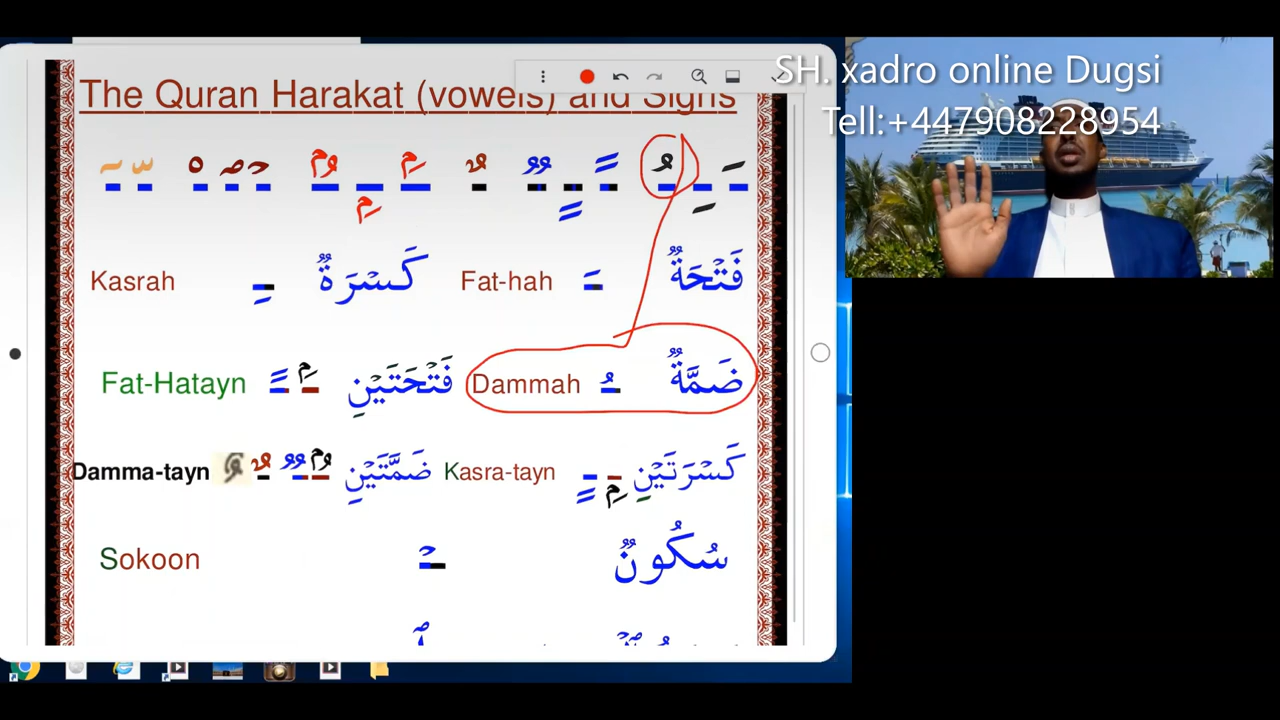 SH. xadro online Dugsi
Tell:+447908228954
The Quran Harakat (vowels) and Signs
فَتْحَةٌ Fat-hah كَسْرَةٌ Kasrah
ضَمَّةٌ Dammah فَتْحَتَيْنِ Fat-Hatayn
كَسْرَتَيْنِ Kasra-tayn ضَمَّتَيْنِ Damma-tayn
سُكُونٌ Sokoon